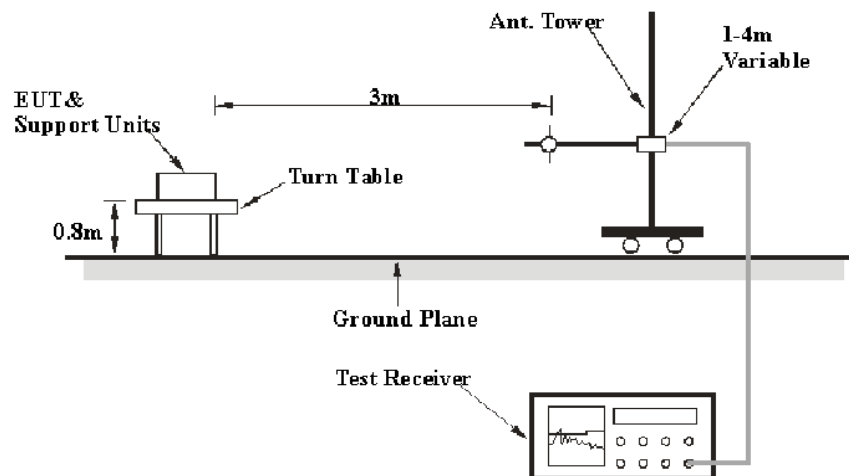 Ant. Tower
1-4m
Variable
3m
EUT &
Support Units
Turn Table
0.8m
Ground Plane
Test Receiver